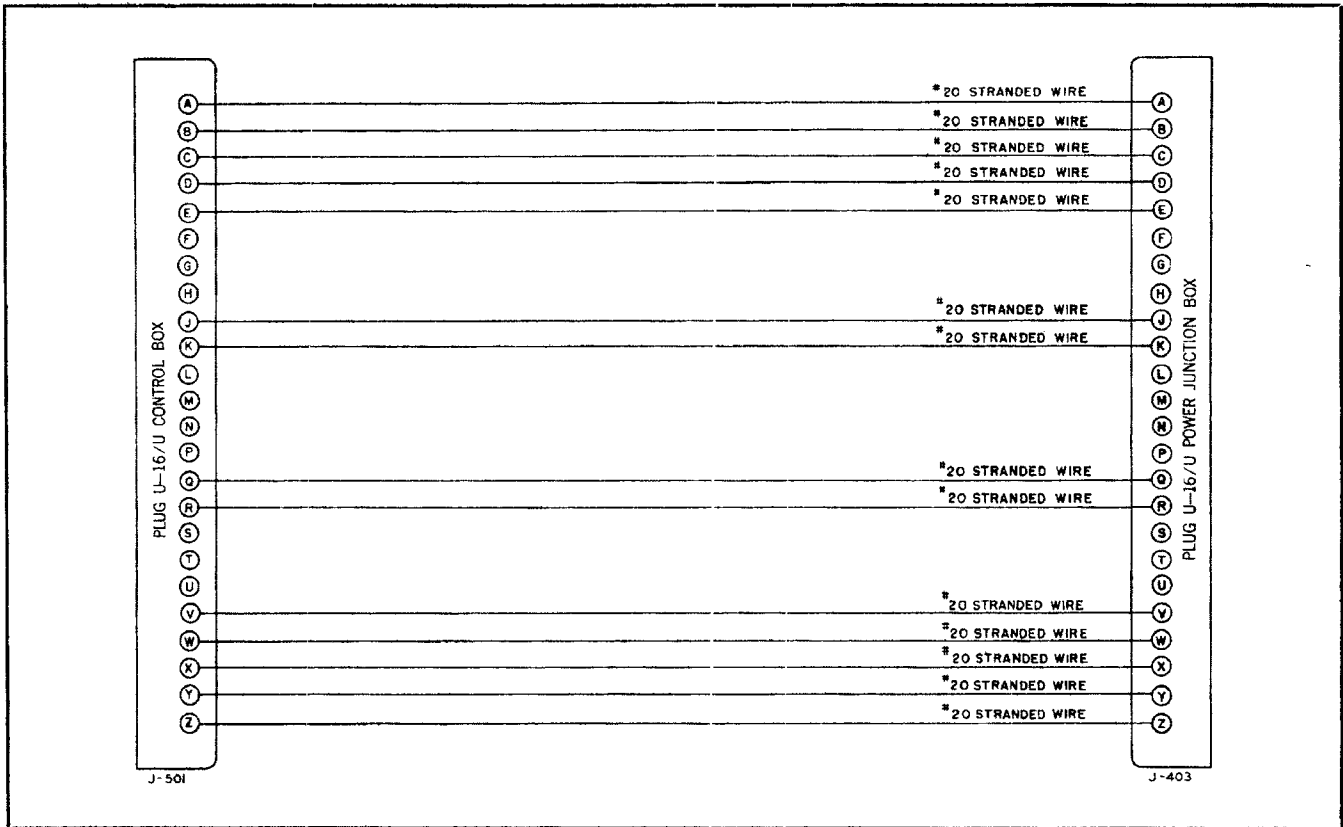 PLUG U-16/U CONTROL BOX
A #20 STRANDED WIRE A
B #20 STRANDED WIRE B
C #20 STRANDED WIRE C
D #20 STRANDED WIRE D
E #20 STRANDED WIRE E
F F
G G
H H
J #20 STRANDED WIRE J
K #20 STRANDED WIRE K
L L
M M
N N
P P
Q #20 STRANDED WIRE Q
R #20 STRANDED WIRE R
S S
T T
U U
V #20 STRANDED WIRE V
W #20 STRANDED WIRE W
X #20 STRANDED WIRE X
Y #20 STRANDED WIRE Y
Z #20 STRANDED WIRE Z
PLUG U-16/U POWER JUNCTION BOX
J-501
J-403